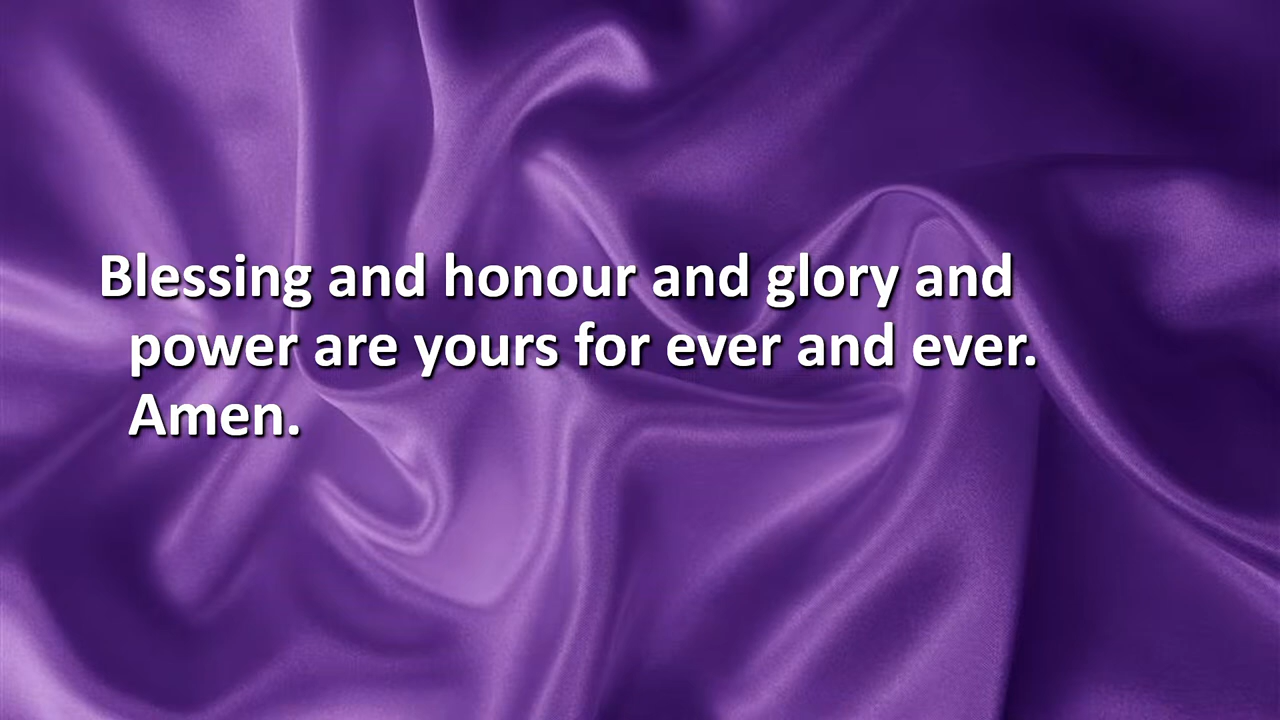 Blessing and honour and glory and
power are yours for ever and ever.
Amen.